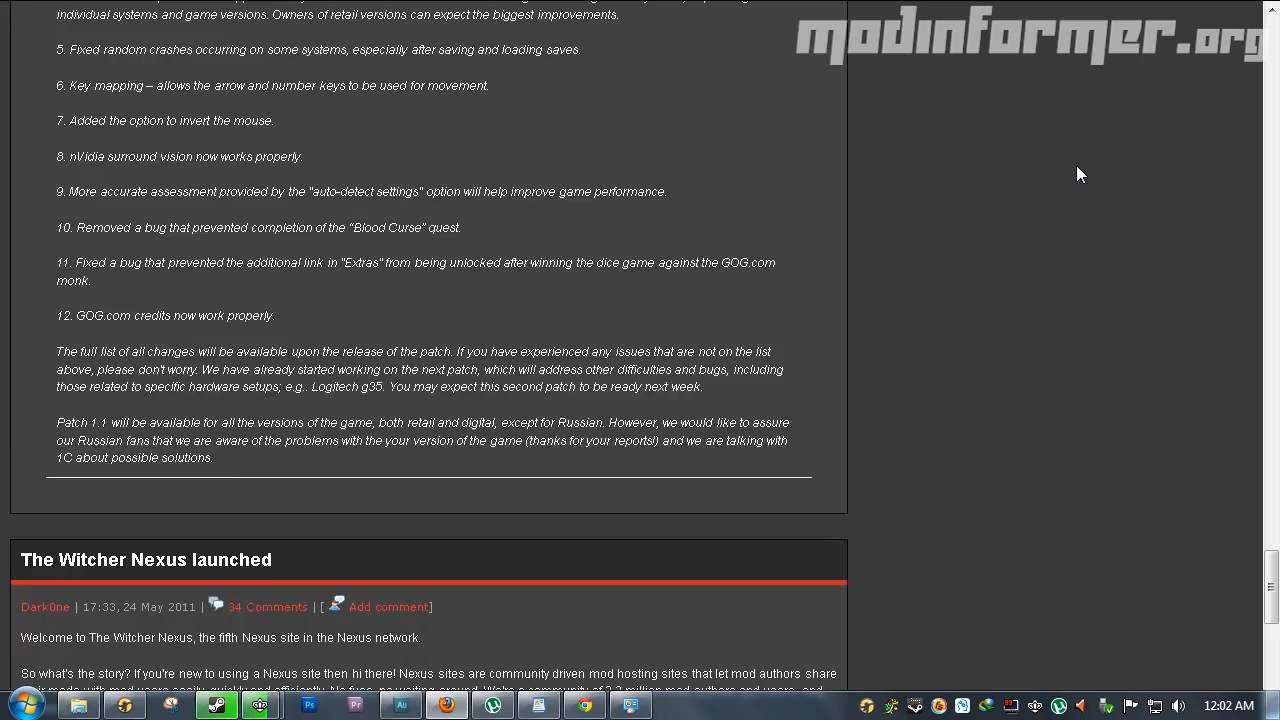 individual systems and game versions. Owners of retail versions can expect the biggest improvements.
modinformer.org
5. Fixed random crashes occurring on some systems, especially after saving and loading saves.
6. Key mapping – allows the arrow and number keys to be used for movement.
7. Added the option to invert the mouse.
8. nVidia surround vision now works properly.
9. More accurate assessment provided by the "auto-detect settings" option will help improve game performance.
10. Removed a bug that prevented completion of the "Blood Curse" quest.
11. Fixed a bug that prevented the additional link in "Extras" from being unlocked after winning the dice game against the GOG.com
monk.
12. GOG.com credits now work properly.
The full list of all changes will be available upon the release of the patch. If you have experienced any issues that are not on the list
above, please don't worry. We have already started working on the next patch, which will address other difficulties and bugs, including
those related to specific hardware setups; e.g.. Logitech g35. You may expect this second patch to be ready next week.
Patch 1.1 will be available for all the versions of the game, both retail and digital, except for Russian. However, we would like to assure
our Russian fans that we are aware of the problems with the your version of the game (thanks for your reports!) and we are talking with
1C about possible solutions.
The Witcher Nexus launched
Dark0ne | 17:33, 24 May 2011 | 34 Comments | [ Add comment]
Welcome to The Witcher Nexus, the fifth Nexus site in the Nexus network.
So what's the story? If you're new to using a Nexus site then hi there! Nexus sites are community driven mod hosting sites that let mod authors share
Ps Pr Au 12:02 AM